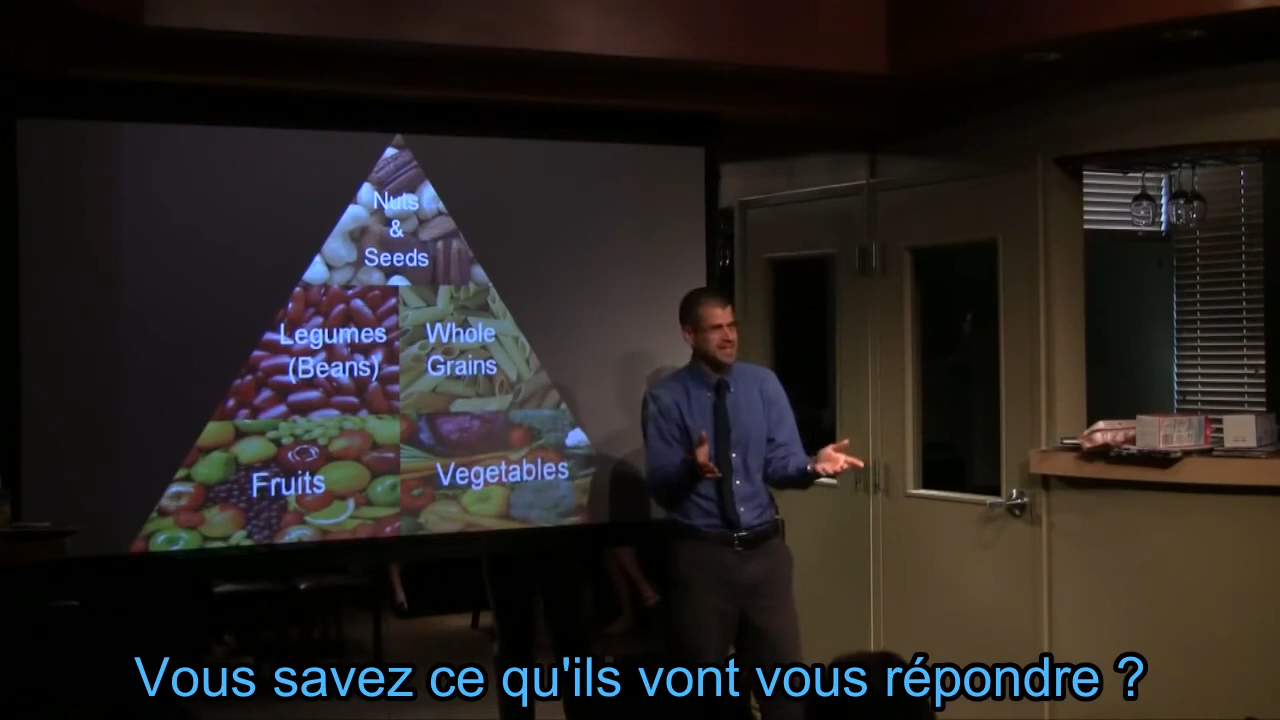 Nuts
&
Seeds
Legumes
(Beans)
Whole
Grains
Fruits
Vegetables
Vous savez ce qu'ils vont vous répondre ?